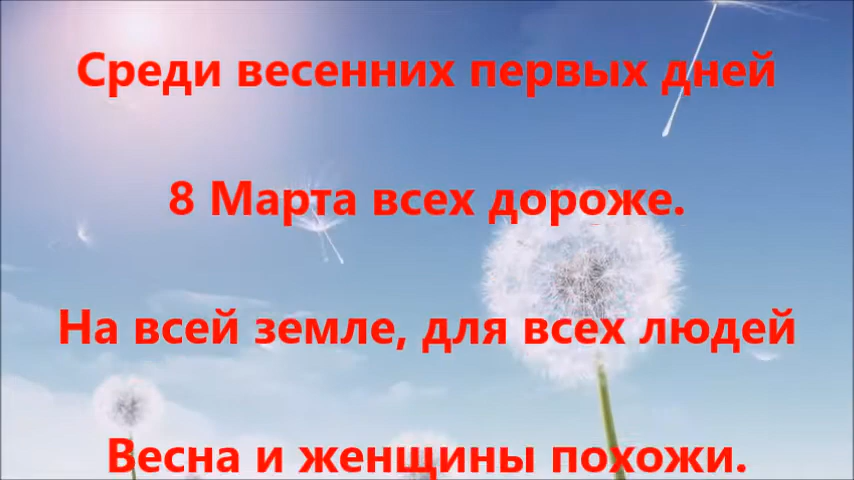 Среди весенних первых дней
8 Марта всех дороже.
На всей земле, для всех людей
Весна и женщины похожи.